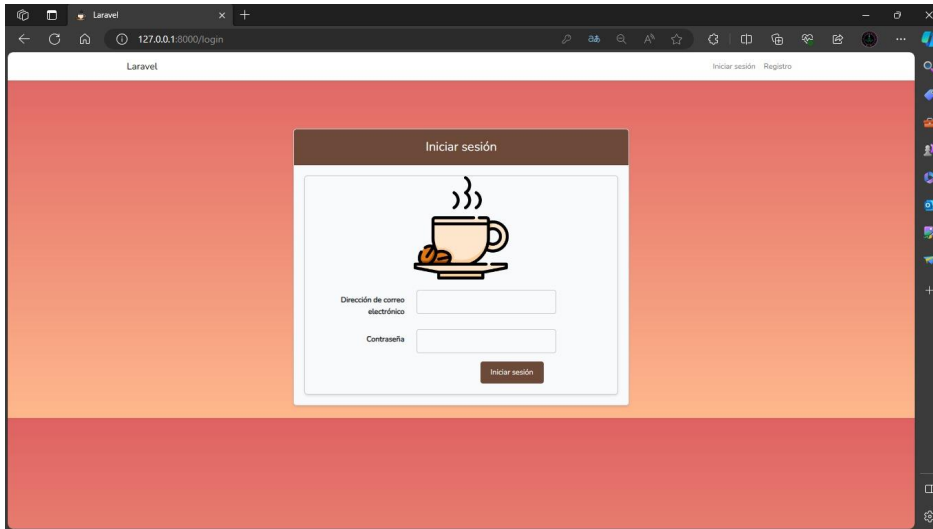 Laravel
127.0.0.1:8000/login
Laravel
Iniciar sesión Registro
Iniciar sesión
Dirección de correo
electrónico
Contraseña
Iniciar sesión